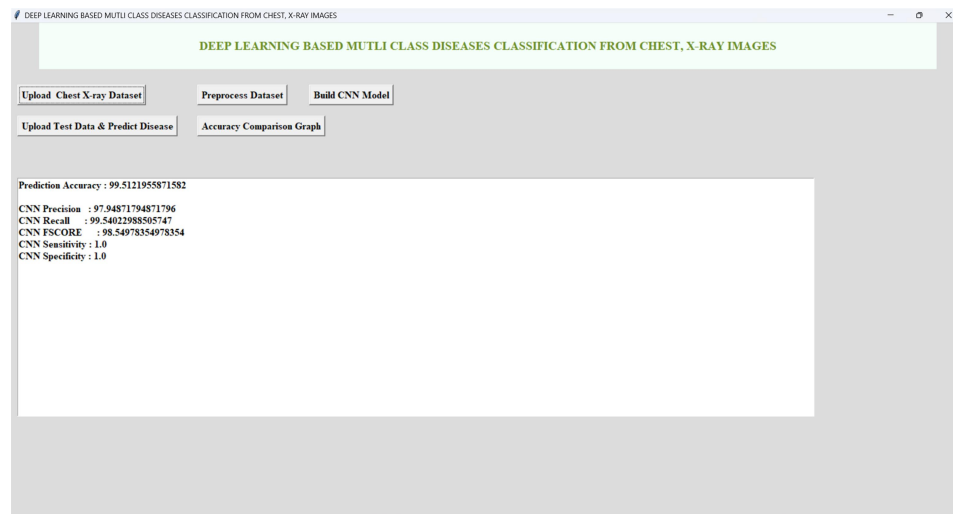 DEEP LEARNING BASED MUTLI CLASS DISEASES CLASSIFICATION FROM CHEST, X-RAY IMAGES
DEEP LEARNING BASED MUTLI CLASS DISEASES CLASSIFICATION FROM CHEST, X-RAY IMAGES
Upload Chest X-ray Dataset Preprocess Dataset Build CNN Model
Upload Test Data & Predict Disease Accuracy Comparison Graph
Prediction Accuracy : 99.5121955871582
CNN Precision : 97.94871794871796
CNN Recall : 99.54022988505747
CNN FSCORE : 98.54978354978354
CNN Sensitivity : 1.0
CNN Specificity : 1.0